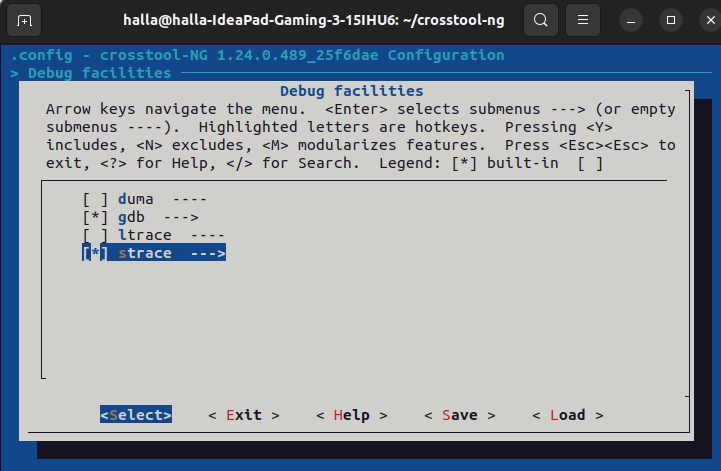 halla@halla-IdeaPad-Gaming-3-15IHU6: ~/crosstool-ng
.config - crosstool-NG 1.24.0.489_25f6dae Configuration
> Debug facilities
Debug facilities
Arrow keys navigate the menu.  <Enter> selects submenus ---> (or empty
submenus ----).  Highlighted letters are hotkeys.  Pressing <Y>
includes, <N> excludes, <M> modularizes features.  Press <Esc><Esc> to
exit, <?> for Help, </> for Search.  Legend: [*] built-in  [ ]
[ ] duma  ----
[*] gdb  --->
[ ] ltrace  ----
[*] strace  --->
<Select>    < Exit >    < Help >    < Save >    < Load >